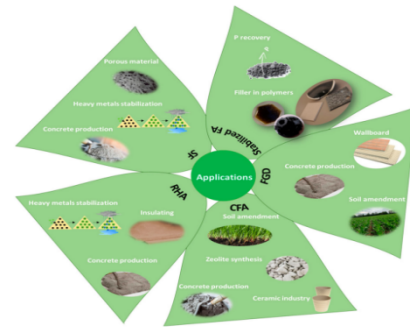 P recovery
Filler in polymers
Stabilized FA
Porous material
Heavy metals stabilization
Concrete production
SF
Applications
FGD
Wallboard
Concrete production
Soil amendment
RHA
Heavy metals stabilization
Insulating
Concrete production
CFA
Soil amendment
Zeolite synthesis
Concrete production
Ceramic industry